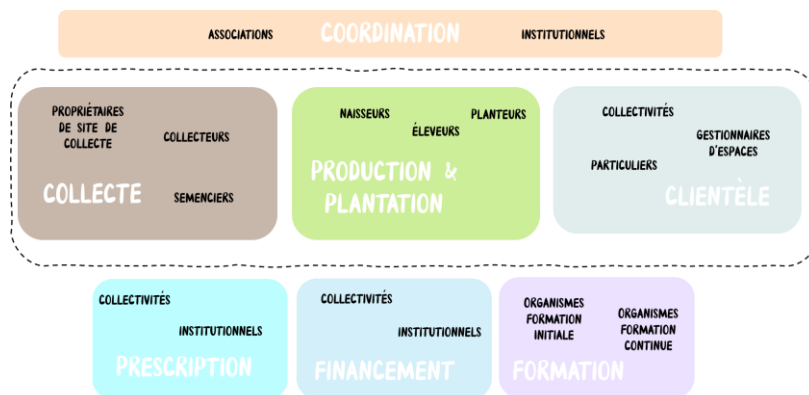 ASSOCIATIONS COORDINATION INSTITUTIONNELS
PROPRIÉTAIRES
DE SITE DE
COLLECTE
COLLECTEURS
COLLECTE
SEMENCIERS
NAISSEURS
ÉLEVEURS
PLANTEURS
PRODUCTION &
PLANTATION
COLLECTIVITÉS
GESTIONNAIRES
D'ESPACES
PARTICULIERS
CLIENTÈLE
COLLECTIVITÉS
INSTITUTIONNELS
PRESCRIPTION
COLLECTIVITÉS
INSTITUTIONNELS
FINANCEMENT
ORGANISMES
FORMATION
INITIALE
ORGANISMES
FORMATION
CONTINUE
FORMATION